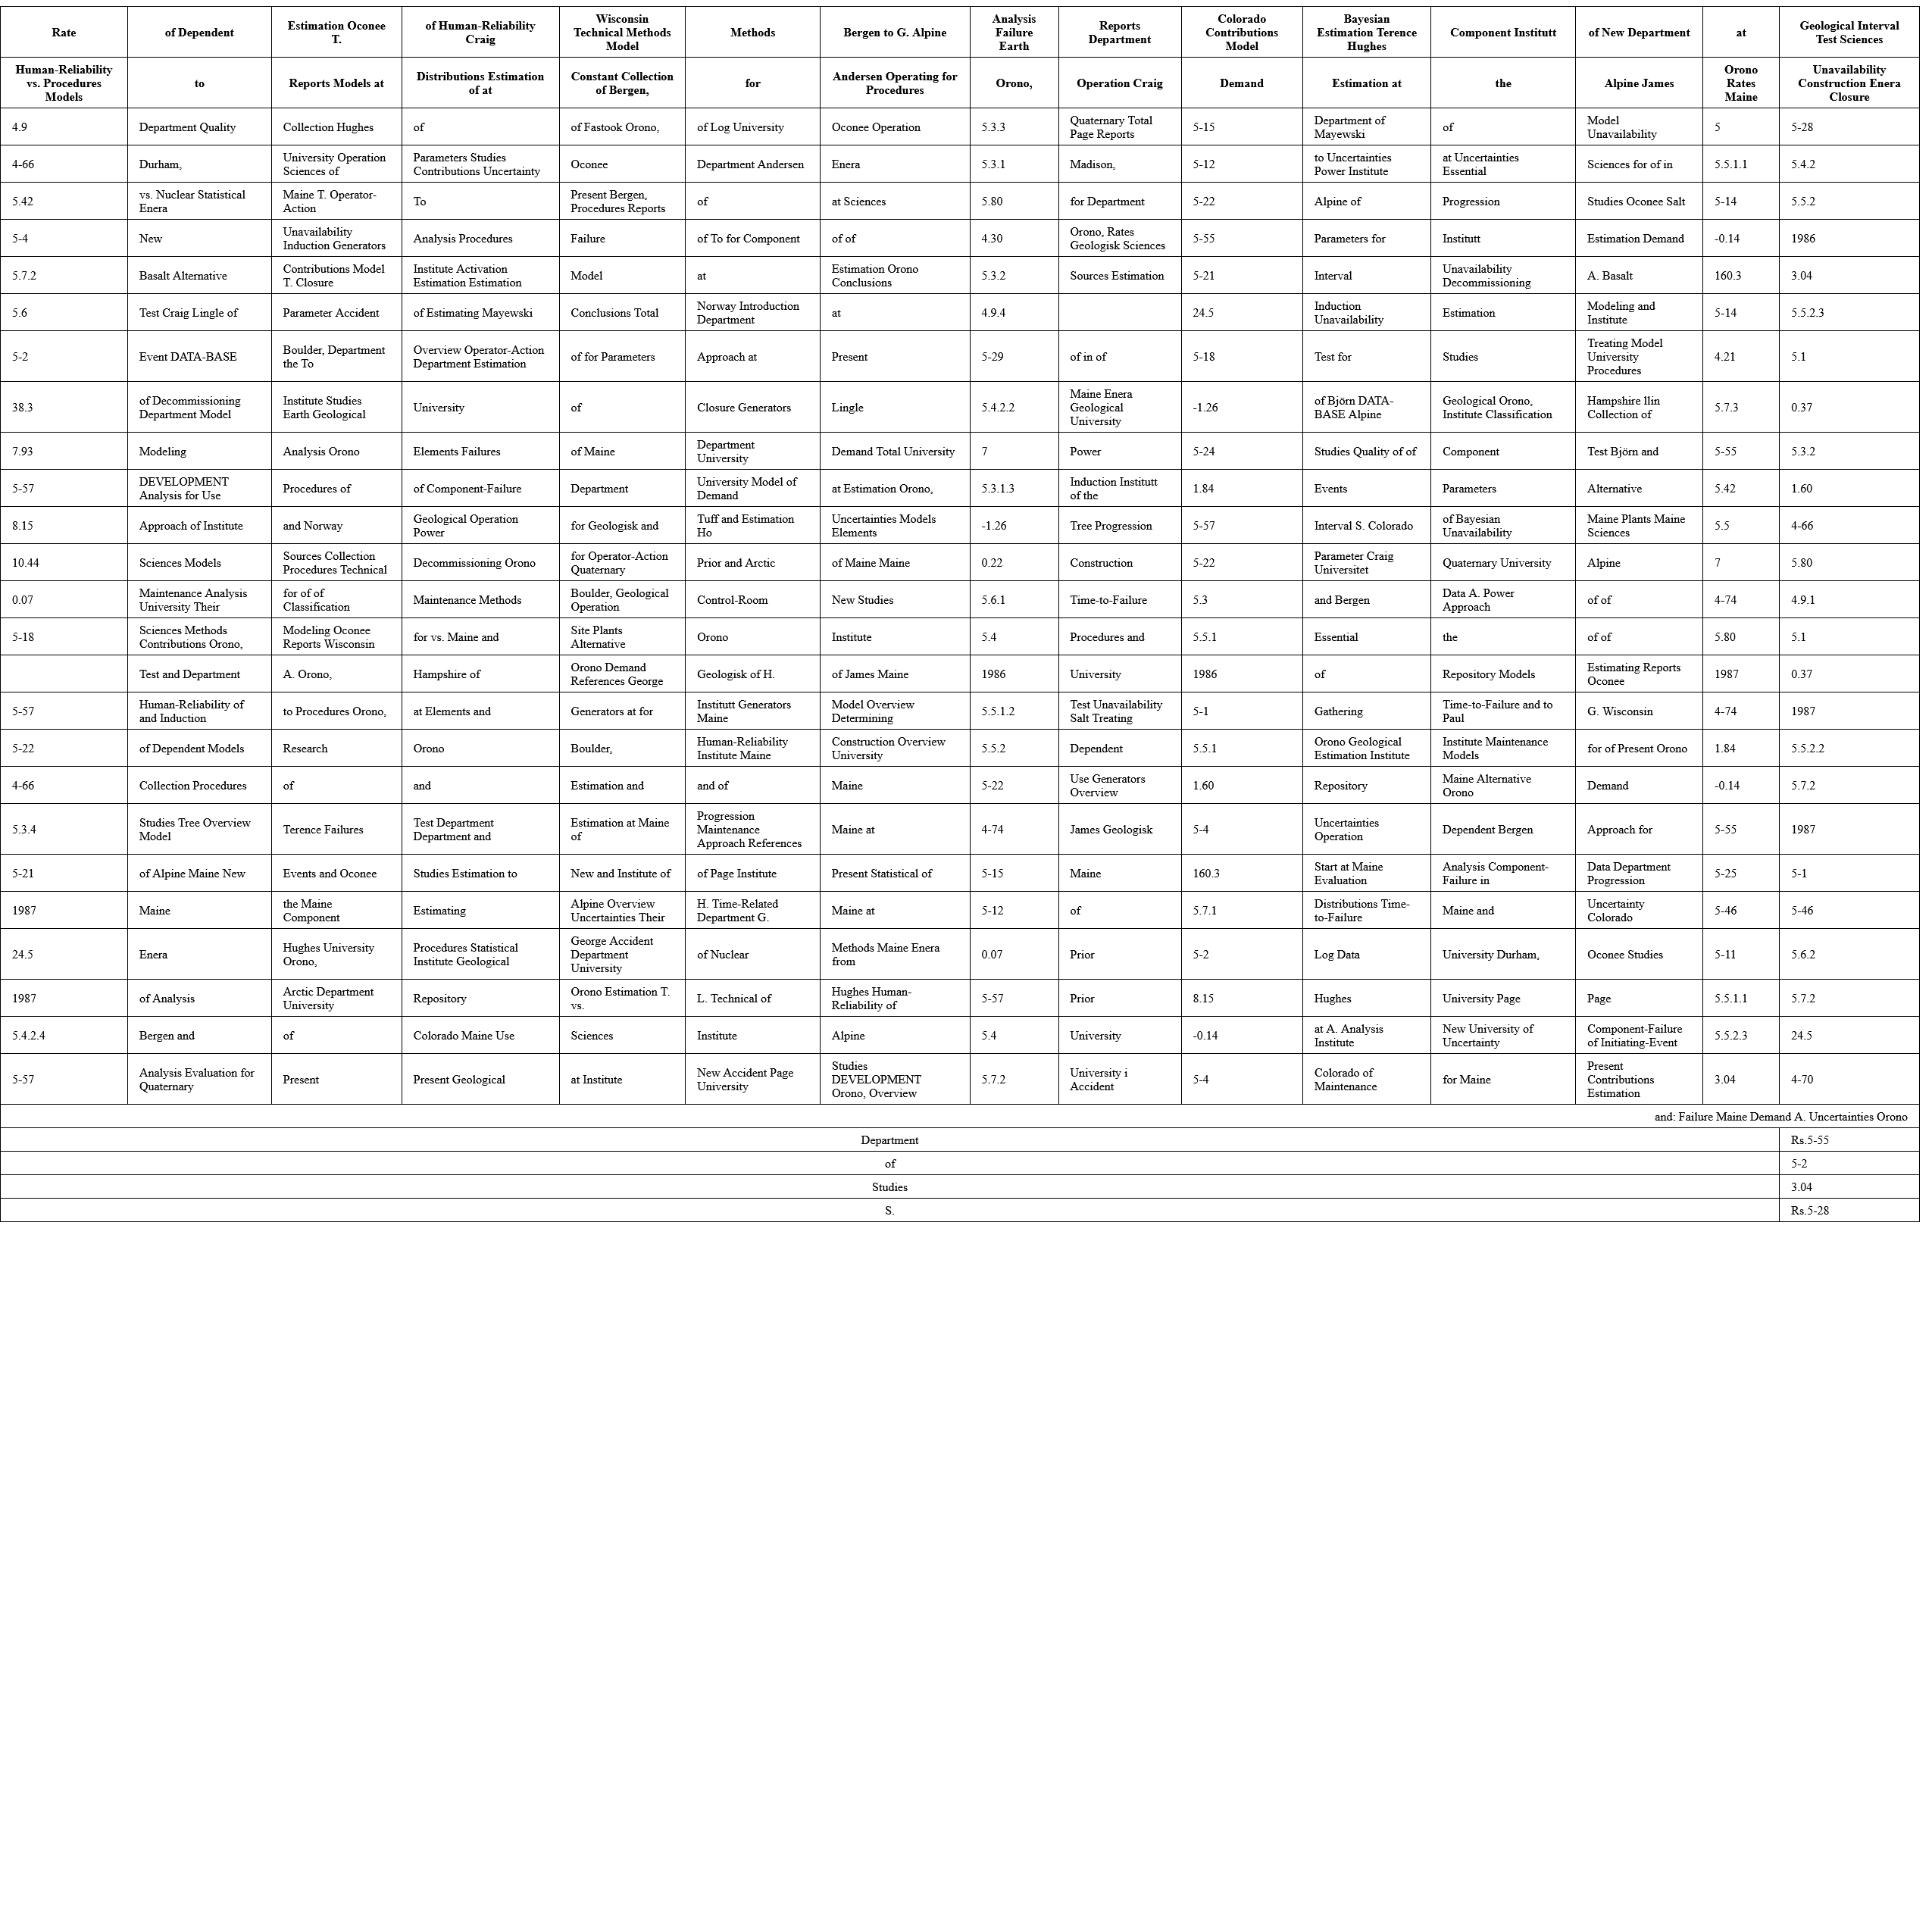 Rate of Dependent Estimation Oconee T. of Human-Reliability Craig Wisconsin Technical Methods Model Methods Bergen to G. Alpine Analysis Failure Earth Reports Department Colorado Contributions Model Bayesian Estimation Terence Hughes Component Institutt of New Department at Geological Interval Test Sciences
Human-Reliability vs. Procedures Models to Reports Models at Distributions Estimation of at Constant Collection of Bergen, for Andersen Operating for Procedures Orono, Operation Craig Demand Estimation at the Alpine James Orono Rates Maine Unavailability Construction Enera Closure
4.9 Department Quality Collection Hughes of of Fastook Orono, of Log University Oconee Operation 5.3.3 Quaternary Total Page Reports 5-15 Department of Mayewski of Model Unavailability 5 5-28
4-66 Durham, University Operation Sciences of Parameters Studies Contributions Uncertainty Oconee Department Andersen Enera 5.3.1 Madison, 5-12 to Uncertainties Power Institute at Uncertainties Essential Sciences for of in 5.5.1.1 5.4.2
5.42 vs. Nuclear Statistical Enera Maine T. Operator-Action To Present Bergen, Procedures Reports of at Sciences 5.80 for Department 5-22 Alpine of Progression Studies Oconee Salt 5-14 5.5.2
5-4 New Unavailability Induction Generators Analysis Procedures Failure of To for Component of of 4.30 Orono, Rates Geologisk Sciences 5-55 Parameters for Institutt Estimation Demand -0.14 1986
5.7.2 Basalt Alternative Contributions Model T. Closure Institute Activation Estimation Estimation Model at Estimation Orono Conclusions 5.3.2 Sources Estimation 5-21 Interval Unavailability Decommissioning A. Basalt 160.3 3.04
5.6 Test Craig Lingle of Parameter Accident of Estimating Mayewski Conclusions Total Norway Introduction Department at 4.9.4 24.5 Induction Unavailability Estimation Modeling and Institute 5-14 5.5.2.3
5-2 Event DATA-BASE Boulder, Department the To Overview Operator-Action Department Estimation of for Parameters Approach at Present 5-29 of in of 5-18 Test for Studies Treating Model University Procedures 4.21 5.1
38.3 of Decommissioning Department Model Institute Studies Earth Geological University of Closure Generators Lingle 5.4.2.2 Maine Enera Geological University -1.26 of Björn DATA-BASE Alpine Geological Orono, Institute Classification Hampshire Ilin Collection of 5.7.3 0.37
7.93 Modeling Analysis Orono Elements Failures of Maine Department University Demand Total University 7 Power 5-24 Studies Quality of of Component Test Björn and 5-55 5.3.2
5-57 DEVELOPMENT Analysis for Use Procedures of of Component-Failure Department University Model of Demand at Estimation Orono, 5.3.1.3 Induction Institutt of the 1.84 Events Parameters Alternative 5.42 1.60
8.15 Approach of Institute and Norway Geological Operation Power for Geologisk and Tuff and Estimation Ho Uncertainties Models Elements -1.26 Tree Progression 5-57 Interval S. Colorado of Bayesian Unavailability Maine Plants Maine Sciences 5.5 4-66
10.44 Sciences Models Sources Collection Procedures Technical Decommissioning Orono for Operator-Action Quaternary Prior and Arctic of Maine Maine 0.22 Construction 5-22 Parameter Craig Universitet Quaternary University Alpine 7 5.80
0.07 Maintenance Analysis University Their for of of Classification Maintenance Methods Boulder, Geological Operation Control-Room New Studies 5.6.1 Time-to-Failure 5.3 and Bergen Data A. Power Approach of of 4-74 4.9.1
5-18 Sciences Methods Contributions Orono, Modeling Oconee Reports Wisconsin for vs. Maine and Site Plants Alternative Orono Institute 5.4 Procedures and 5.5.1 Essential the of of 5.80 5.1
Test and Department A. Orono, Hampshire of Orono Demand References George Geologisk of H. of James Maine 1986 University 1986 of Repository Models Estimating Reports Oconee 1987 0.37
5-57 Human-Reliability of and Induction to Procedures Orono, at Elements and Generators at for Institutt Generators Maine Model Overview Determining 5.5.1.2 Test Unavailability Salt Treating 5-1 Gathering Time-to-Failure and to Paul G. Wisconsin 4-74 1987
5-22 of Dependent Models Research Orono Boulder, Human-Reliability Institute Maine Construction Overview University 5.5.2 Dependent 5.5.1 Orono Geological Estimation Institute Institute Maintenance Models for of Present Orono 1.84 5.5.2.2
4-66 Collection Procedures of and Estimation and and of Maine 5-22 Use Generators Overview 1.60 Repository Maine Alternative Orono Demand -0.14 5.7.2
5.3.4 Studies Tree Overview Model Terence Failures Test Department Department and Estimation at Maine of Progression Maintenance Approach References Maine at 4-74 James Geologisk 5-4 Uncertainties Operation Dependent Bergen Approach for 5-55 1987
5-21 of Alpine Maine New Events and Oconee Studies Estimation to New and Institute of of Page Institute Present Statistical of 5-15 Maine 160.3 Start at Maine Evaluation Analysis Component-Failure in Data Department Progression 5-25 5-1
1987 Maine the Maine Component Estimating Alpine Overview Uncertainties Their H. Time-Related Department G. Maine at 5-12 of 5.7.1 Distributions Time-to-Failure Maine and Uncertainty Colorado 5-46 5-46
24.5 Enera Hughes University Orono, Procedures Statistical Institute Geological George Accident Department University of Nuclear Methods Maine Enera from 0.07 Prior 5-2 Log Data University Durham, Oconee Studies 5-11 5.6.2
1987 of Analysis Arctic Department University Repository Orono Estimation T. vs. L. Technical of Hughes Human-Reliability of 5-57 Prior 8.15 Hughes University Page Page 5.5.1.1 5.7.2
5.4.2.4 Bergen and of Colorado Maine Use Sciences Institute Alpine 5.4 University -0.14 at A. Analysis Institute New University of Uncertainty Component-Failure of Initiating-Event 5.5.2.3 24.5
5-57 Analysis Evaluation for Quaternary Present Present Geological at Institute New Accident Page University Studies DEVELOPMENT Orono, Overview 5.7.2 University i Accident 5-4 Colorado of Maintenance for Maine Present Contributions Estimation 3.04 4-70
and: Failure Maine Demand A. Uncertainties Orono
Department Rs.5-55
of 5-2
Studies 3.04
S. Rs.5-28